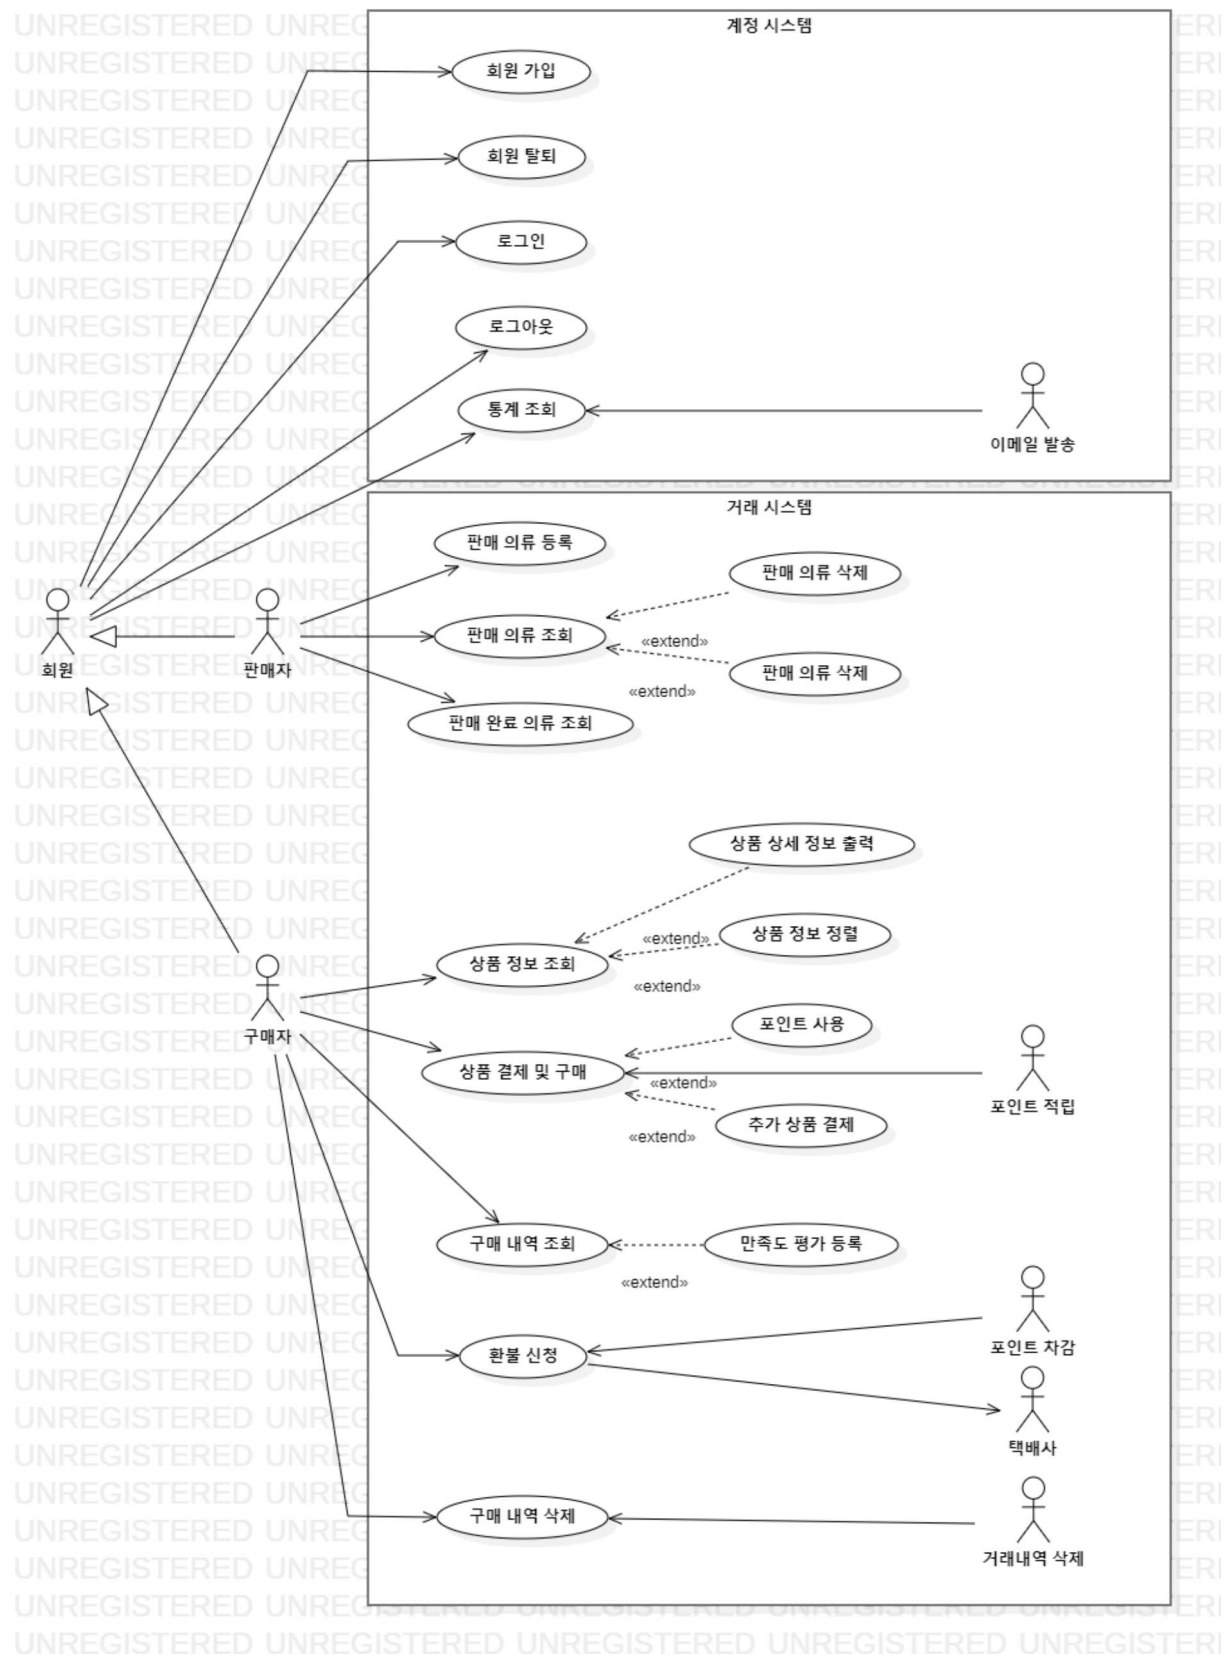 계정 시스템
회원 가입
회원 탈퇴
로그인
로그아웃
통계 조회
이메일 발송
거래 시스템
판매 의류 등록
판매 의류 삭제
판매 의류 조회
«extend»
회원
판매자
판매 의류 삭제
«extend»
판매 완료 의류 조회
상품 상세 정보 출력
상품 정보 정렬
«extend»
상품 정보 조회
«extend»
포인트 사용
구매자
상품 결제 및 구매
«extend»
포인트 적립
추가 상품 결제
«extend»
구매 내역 조회
만족도 평가 등록
«extend»
포인트 차감
환불 신청
택배사
구매 내역 삭제
거래내역 삭제
UNREGISTERED UNREGISTERED UNREGISTERED UNREGISTERED UNREGISTERED